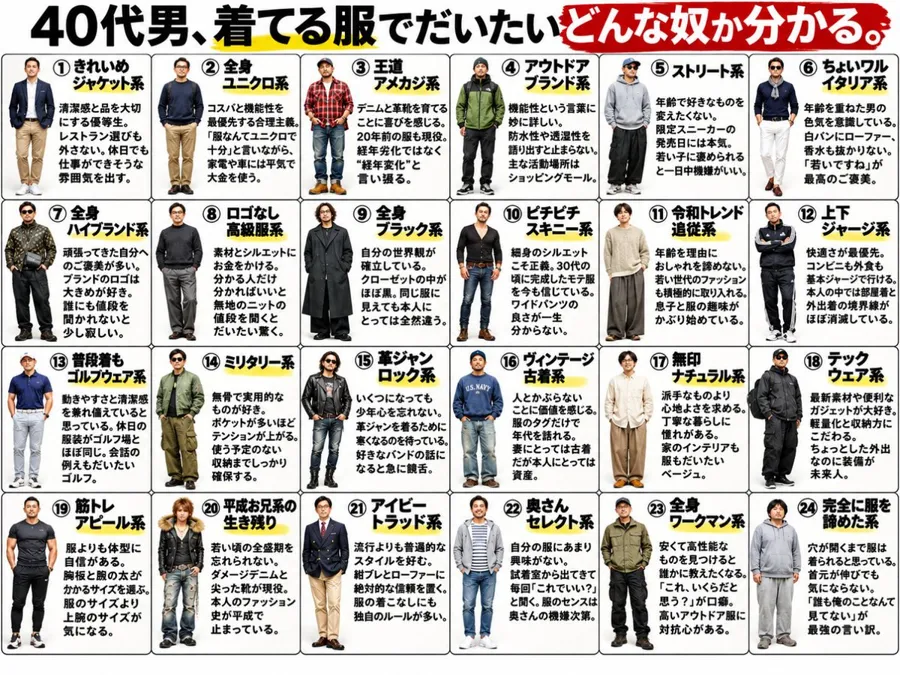 40代男、着てる服でだいたいどんな奴か分かる。
① きれいめ
ジャケット系
清潔感と品を大切
にする優等生。
レストラン選びも
外さない。休日でも
仕事ができそうな
雰囲気を出す。
② 全身
ユニクロ系
コスパと機能性を
最優先する合理主義。
「服なんてユニクロで
十分」と言いながら、
家電や車には平気で
大金を使う。
③ 王道
アメカジ系
デニムと革靴を育てる
ことに喜びを感じる。
20年前の服も現役。
経年劣化ではなく
“経年変化”と
言い張る。
④ アウトドア
ブランド系
機能性という言葉に
妙に詳しい。
防水性や透湿性を
語り出すと止まらない。
主な活動場所は
ショッピングモール。
⑤ ストリート系
年齢で好きなものを
変えたくない。
限定スニーカーの
発売日には本気。
若い子に褒められる
と一日中機嫌がいい。
⑥ ちょいワル
イタリア系
年齢を重ねた男の
色気を意識している。
白パンにローファー、
香水も抜かりない。
「若いですね」が
最高のご褒美。
⑦ 全身
ハイブランド系
頑張ってきた自分へ
のご褒美が多い。
ブランドのロゴは
大きめが好き。
誰にも値段を
聞かれないと
少し寂しい。
⑧ ロゴなし
高級服系
素材とシルエットに
お金をかける。
分かる人だけ
分かればいいと
無地のニットの
値段を聞くと
だいたい驚く。
⑨ 全身
ブラック系
自分の世界観が
確立している。
クローゼットの中が
ほぼ黒。同じ服に
見えても本人に
とっては全然違う。
⑩ ピチピチ
スキニー系
細身のシルエット
こそ正義。30代の
頃に完成したモテ服
を今も信じている。
ワイドパンツの
良さが一生
分からない。
⑪ 令和トレンド
追従系
年齢を理由に
おしゃれを諦めない。
若い世代のファッション
も積極的に取り入れる。
息子と服の趣味が
かぶり始めている。
⑫ 上下
ジャージ系
快適さが最優先。
コンビニも外食も
基本ジャージで行ける。
本人の中では部屋着と
外出着の境界線が
ほぼ消滅している。
⑬ 普段着も
ゴルフウェア系
動きやすさと清潔感
を兼ね備えていると
思っている。休日の
服装がゴルフ場と
ほぼ同じ。会話の
例えもだいたい
ゴルフ。
⑭ ミリタリー系
無骨で実用的な
ものが好き。
ポケットが多いほど
テンションが上がる。
使う予定のない
収納までしっかり
確保する。
⑮ 革ジャン
ロック系
いくつになっても
少年心を忘れない。
革ジャンを着るために
寒くなるのを待っている。
好きなバンドの話に
なると急に饒舌。
⑯ ヴィンテージ
古着系
人とかぶらない
ことに価値を感じる。
服のタグだけで
年代を語れる。
妻にとっては古着
だが本人にとっては
資産。
U.S. NAVY
⑰ 無印
ナチュラル系
派手なものより
心地よさを求める。
丁寧な暮らしに
憧れがある。
家のインテリアも
服もだいたい
ベージュ。
⑱ テック
ウェア系
最新素材や便利な
ガジェットが大好き。
軽量化と収納力に
こだわる。
ちょっとした外出
なのに装備が
未来人。
⑲ 筋トレ
アピール系
服よりも体型に
自信がある。
胸板と腕の太さが
わかるサイズを選ぶ。
服のサイズより
上腕のサイズが
気になる。
⑳ 平成お兄系
の生き残り
若い頃の全盛期を
忘れられない。
ダメージデニムと
尖った靴が現役。
本人のファッション
史が平成で
止まっている。
㉑ アイビー
トラッド系
流行よりも普遍的な
スタイルを好む。
紺ブレとローファーに
絶対的な信頼を置く。
服の着こなしにも
独自のルールが多い。
㉒ 奥さん
セレクト系
自分の服にあまり
興味がない。
試着室から出てきて
毎回「これでいい？」
と聞く。服のセンスは
奥さんの機嫌次第。
㉓ 全身
ワークマン系
安くて高性能な
ものを見つけると
誰かに教えたくなる。
「これ、いくらだと
思う？」が口癖。
高いアウトドア服に
対抗心がある。
㉔ 完全に服を
諦めた系
穴が開くまで服は
着られると思っている。
首元が伸びても
気にならない。
「誰も俺のことなんて
見てない」が
最強の言い訳。